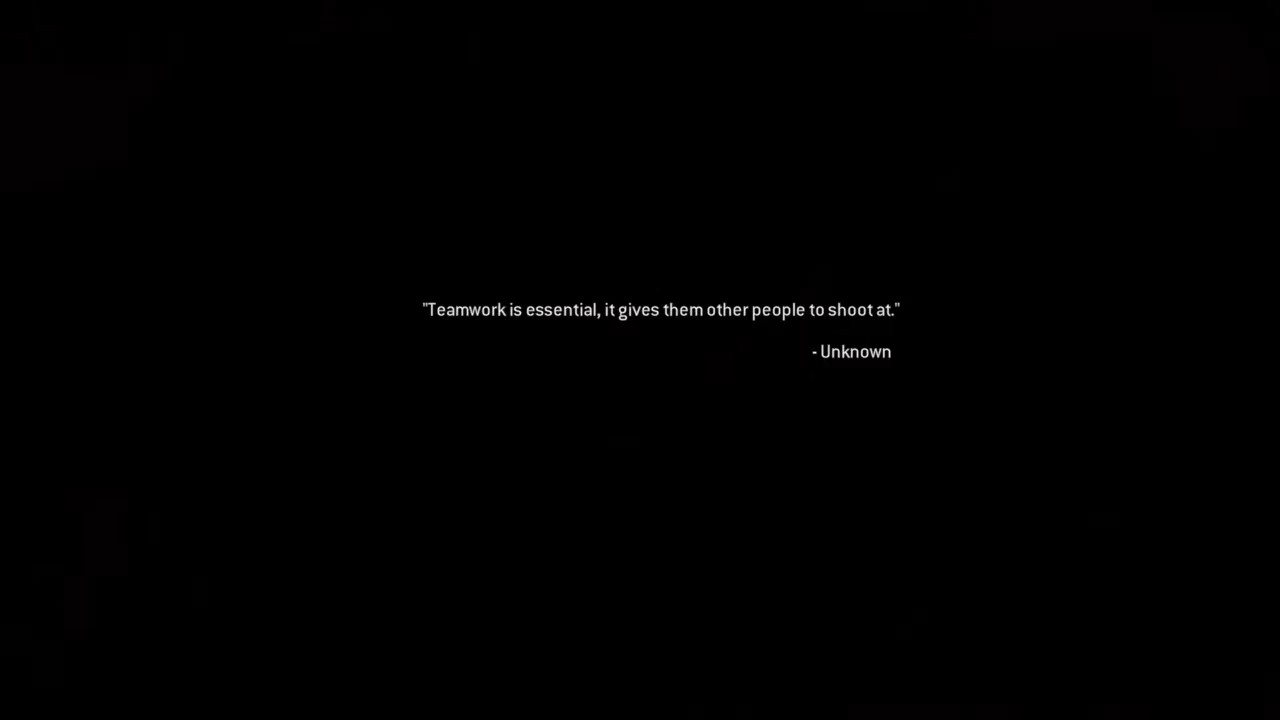 "Teamwork is essential, it gives them other people to shoot at."
- Unknown